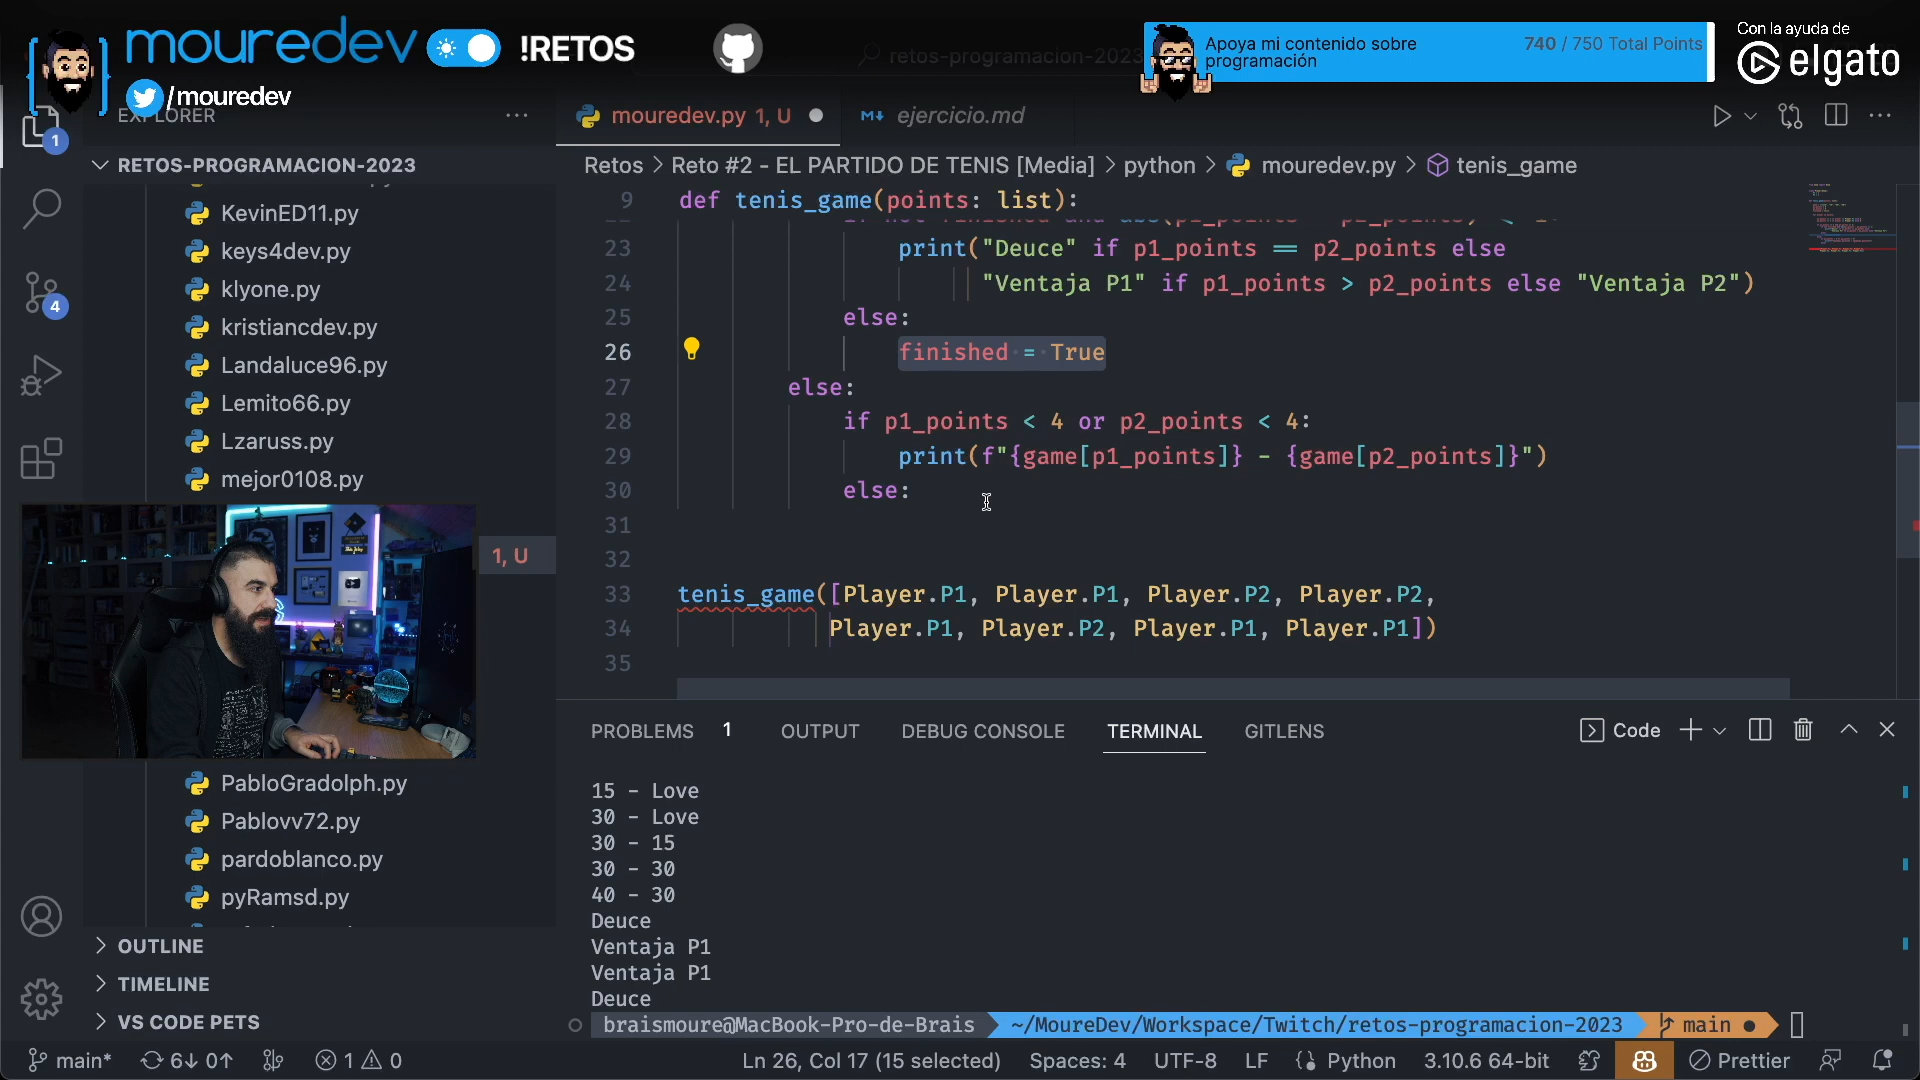 mouredev
!RETOS
/mouredev
retos-programacion-2023
Apoya mi contenido sobre
programación
740 / 750 Total Points
Con la ayuda de
elgato
EXPLORER
mouredev.py 1, U
ejercicio.md
1
RETOS-PROGRAMACION-2023
Retos > Reto #2 - EL PARTIDO DE TENIS [Media] > python > mouredev.py > tenis_game
KevinED11.py
keys4dev.py
klyone.py
kristiancdev.py
Landaluce96.py
Lemito66.py
Lzaruss.py
mejor0108.py
4
1, U
PabloGradolph.py
Pablovv72.py
pardoblanco.py
pyRamsd.py
OUTLINE
TIMELINE
VS CODE PETS
9 def tenis_game(points: list):
23 print("Deuce" if p1_points == p2_points else
24 "Ventaja P1" if p1_points > p2_points else "Ventaja P2")
25 else:
26 finished = True
27 else:
28 if p1_points < 4 or p2_points < 4:
29 print(f"{game[p1_points]} - {game[p2_points]}")
30 else:
31
32
33 tenis_game([Player.P1, Player.P1, Player.P2, Player.P2,
34 Player.P1, Player.P2, Player.P1, Player.P1])
35
PROBLEMS 1 OUTPUT DEBUG CONSOLE TERMINAL GITLENS
Code
15 - Love
30 - Love
30 - 15
30 - 30
40 - 30
Deuce
Ventaja P1
Ventaja P1
Deuce
braismoure@MacBook-Pro-de-Brais ~/MoureDev/Workspace/Twitch/retos-programacion-2023 main ●
main* 6↓ 0↑ 1 0 Ln 26, Col 17 (15 selected) Spaces: 4 UTF-8 LF Python 3.10.6 64-bit Prettier